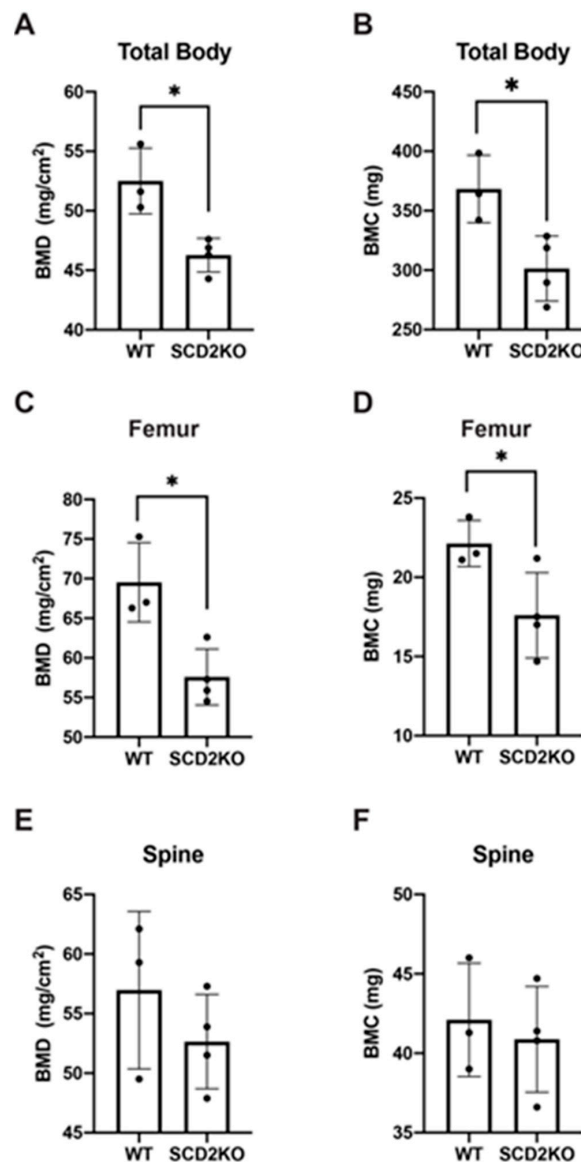 A
Total Body
*
BMD (mg/cm²)
60
55
50
45
40
WT SCD2KO
B
Total Body
*
BMC (mg)
450
400
350
300
250
WT SCD2KO
C
Femur
*
BMD (mg/cm²)
80
75
70
65
60
55
50
WT SCD2KO
D
Femur
*
BMC (mg)
25
22
17
15
10
WT SCD2KO
E
Spine
BMD (mg/cm²)
65
60
55
50
45
WT SCD2KO
F
Spine
BMC (mg)
50
45
40
35
WT SCD2KO